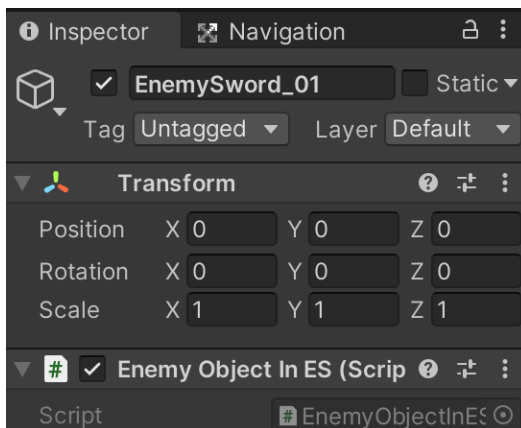 Inspector Navigation
EnemySword_01 Static
Tag Untagged Layer Default
Transform
Position X 0 Y 0 Z 0
Rotation X 0 Y 0 Z 0
Scale X 1 Y 1 Z 1
# Enemy Object In ES (Scrip
Script # EnemyObjectInES